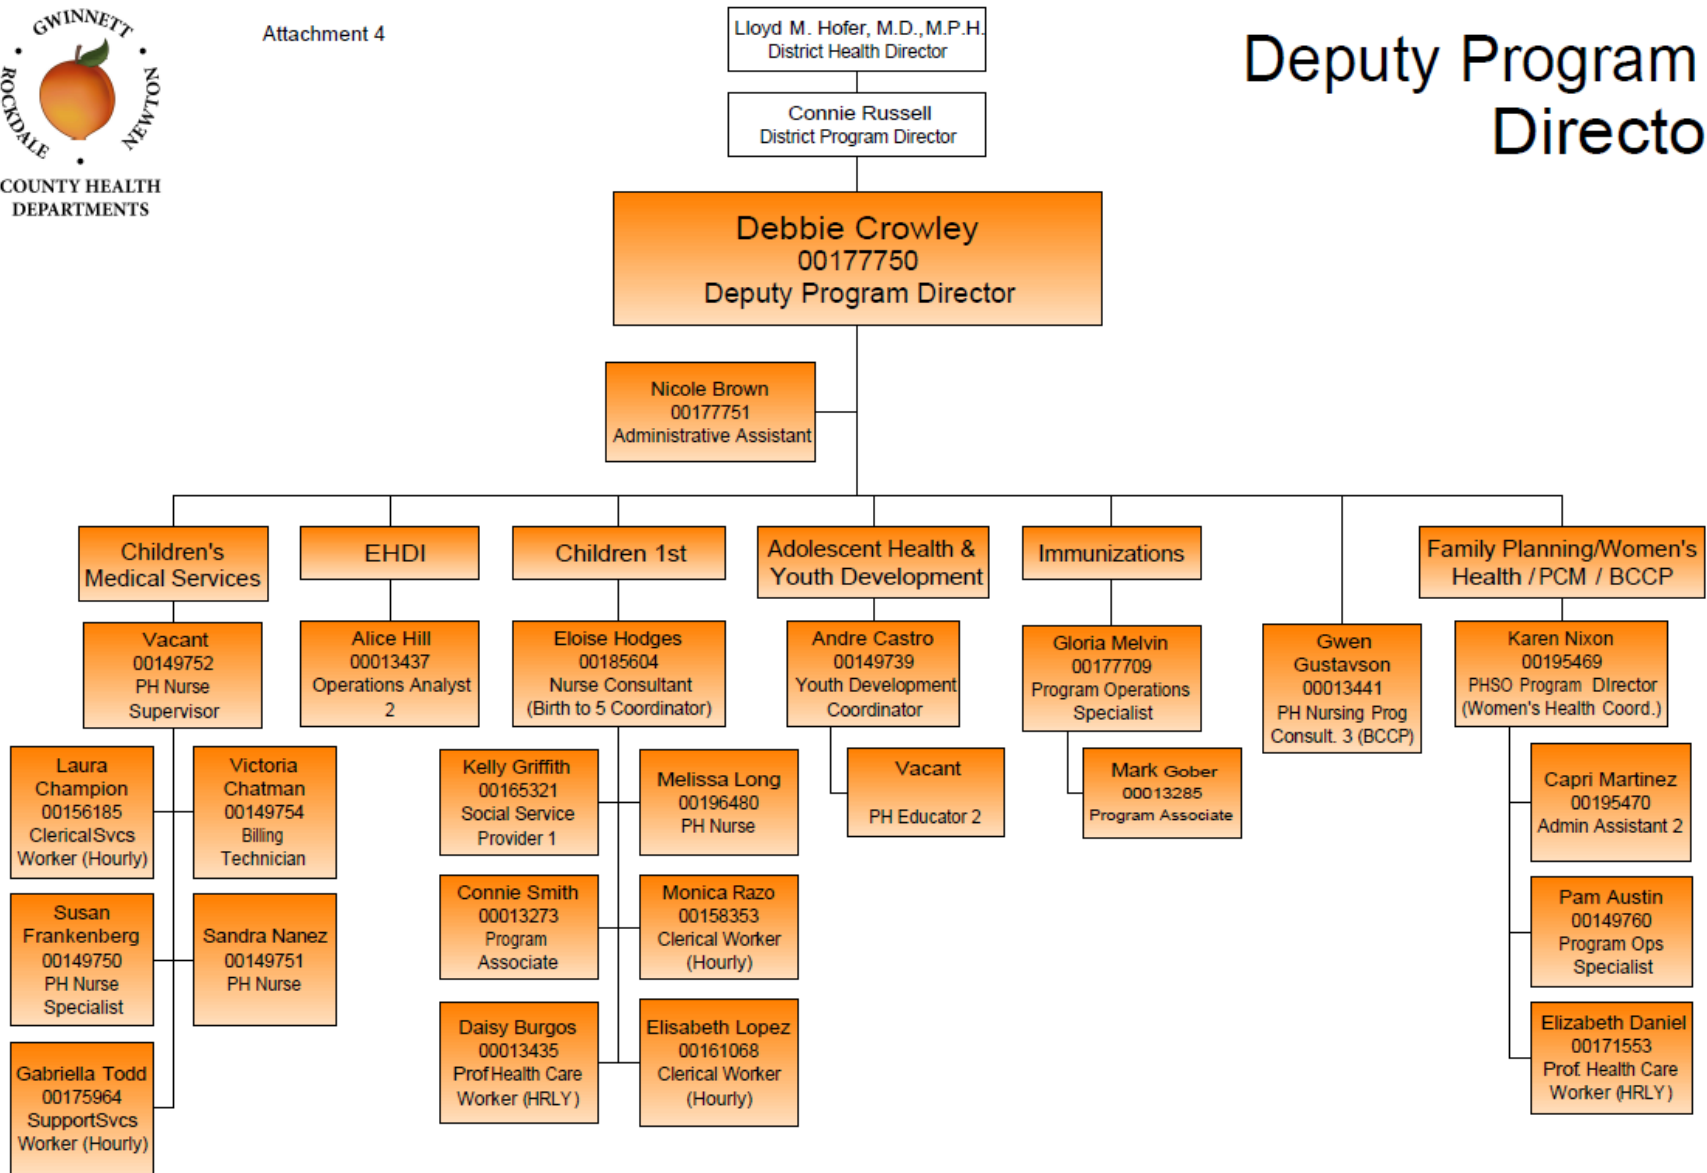 GWINNETT
ROCKDALE
NEWTON
COUNTY HEALTH
DEPARTMENTS
Attachment 4
Lloyd M. Hofer, M.D., M.P.H.
District Health Director
Deputy Program
Directo
Connie Russell
District Program Director
Debbie Crowley
00177750
Deputy Program Director
Nicole Brown
00177751
Administrative Assistant
Children's
Medical Services
EHDI
Children 1st
Adolescent Health &
Youth Development
Immunizations
Family Planning/Women's
Health / PCM / BCCP
Vacant
00149752
PH Nurse
Supervisor
Alice Hill
00013437
Operations Analyst
2
Eloise Hodges
00185604
Nurse Consultant
(Birth to 5 Coordinator)
Andre Castro
00149739
Youth Development
Coordinator
Gloria Melvin
00177709
Program Operations
Specialist
Gwen
Gustavson
00013441
PH Nursing Prog
Consult. 3 (BCCP)
Karen Nixon
00195469
PHSO Program DIrector
(Women's Health Coord.)
Laura
Champion
00156185
ClericalSvcs
Worker (Hourly)
Victoria
Chatman
00149754
Billing
Technician
Kelly Griffith
00165321
Social Service
Provider 1
Melissa Long
00196480
PH Nurse
Vacant
PH Educator 2
Mark Gober
00013285
Program Associate
Capri Martinez
00195470
Admin Assistant 2
Susan
Frankenberg
00149750
PH Nurse
Specialist
Sandra Nanez
00149751
PH Nurse
Connie Smith
00013273
Program
Associate
Monica Razo
00158353
Clerical Worker
(Hourly)
Pam Austin
00149760
Program Ops
Specialist
Gabriella Todd
00175964
SupportSvcs
Worker (Hourly)
Daisy Burgos
00013435
Prof Health Care
Worker (HRLY)
Elisabeth Lopez
00161068
Clerical Worker
(Hourly)
Elizabeth Daniel
00171553
Prof. Health Care
Worker (HRLY)